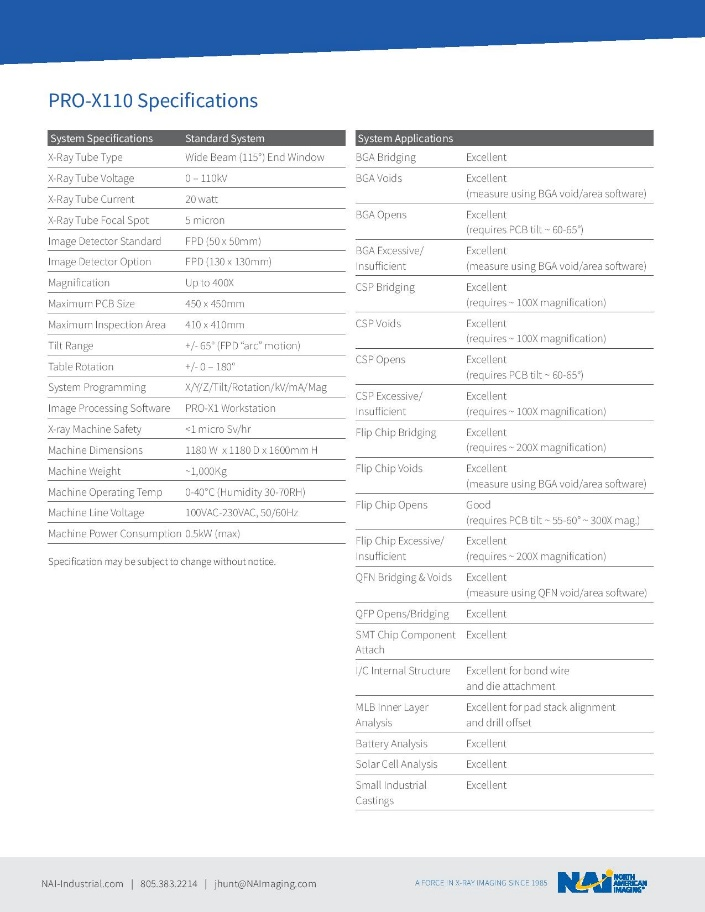 PRO-X110 Specifications
System Specifications Standard System
X-Ray Tube Type Wide Beam (115°) End Window
X-Ray Tube Voltage 0 – 110kV
X-Ray Tube Current 20 watt
X-Ray Tube Focal Spot 5 micron
Image Detector Standard FPD (50 x 50mm)
Image Detector Option FPD (130 x 130mm)
Magnification Up to 400X
Maximum PCB Size 450 x 450mm
Maximum Inspection Area 410 x 410mm
Tilt Range +/- 65° (FPD “arc” motion)
Table Rotation +/- 0 – 180°
System Programming X/Y/Z/Tilt/Rotation/kV/mA/Mag
Image Processing Software PRO-X1 Workstation
X-ray Machine Safety <1 micro Sv/hr
Machine Dimensions 1180 W x 1180 D x 1600mm H
Machine Weight ~1,000Kg
Machine Operating Temp 0-40°C (Humidity 30-70RH)
Machine Line Voltage 100VAC-230VAC, 50/60Hz
Machine Power Consumption 0.5kW (max)
Specification may be subject to change without notice.
System Applications
BGA Bridging Excellent
BGA Voids Excellent
(measure using BGA void/area software)
BGA Opens Excellent
(requires PCB tilt ~ 60-65°)
BGA Excessive/ Excellent
Insufficient (measure using BGA void/area software)
CSP Bridging Excellent
(requires ~ 100X magnification)
CSP Voids Excellent
(requires ~ 100X magnification)
CSP Opens Excellent
(requires PCB tilt ~ 60-65°)
CSP Excessive/ Excellent
Insufficient (requires ~ 100X magnification)
Flip Chip Bridging Excellent
(requires ~ 200X magnification)
Flip Chip Voids Excellent
(measure using BGA void/area software)
Flip Chip Opens Good
(requires PCB tilt ~ 55-60° ~ 300X mag.)
Flip Chip Excessive/ Excellent
Insufficient (requires ~ 200X magnification)
QFN Bridging & Voids Excellent
(measure using QFN void/area software)
QFP Opens/Bridging Excellent
SMT Chip Component Excellent
Attach
I/C Internal Structure Excellent for bond wire
and die attachment
MLB Inner Layer Excellent for pad stack alignment
Analysis and drill offset
Battery Analysis Excellent
Solar Cell Analysis Excellent
Small Industrial Excellent
Castings
NAI-Industrial.com | 805.383.2214 | jhunt@NAImaging.com
A FORCE IN X-RAY IMAGING SINCE 1985
NAI NORTH
AMERICAN
IMAGING